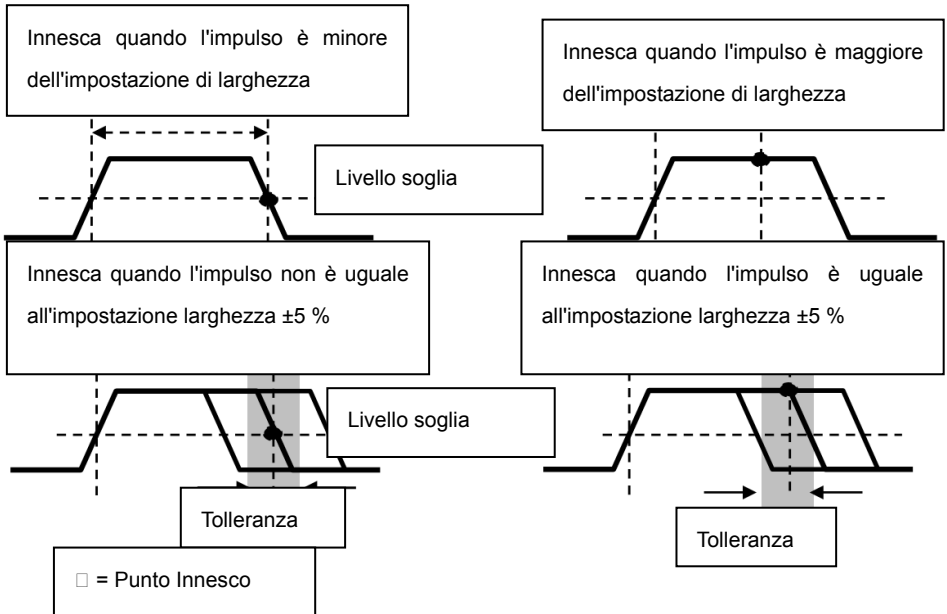 Innesca quando l'impulso è minore
dell'impostazione di larghezza
Innesca quando l'impulso è maggiore
dell'impostazione di larghezza
Livello soglia
Innesca quando l'impulso non è uguale
all'impostazione larghezza ±5 %
Innesca quando l'impulso è uguale
all'impostazione larghezza ±5 %
Livello soglia
Tolleranza
Tolleranza
□ = Punto Innesco